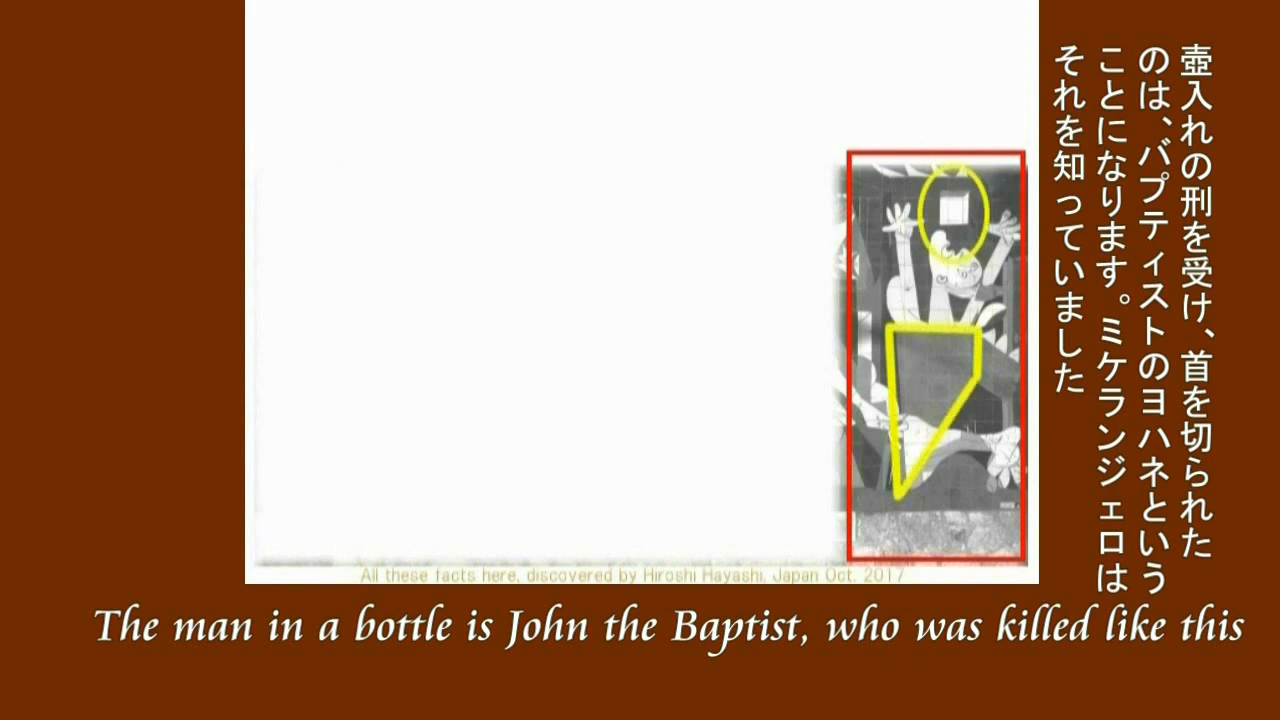 壺入れの刑を受け、首を切られた
のは、バプティストのヨハネという
ことになります。ミケランジェロは
それを知っていました
All these facts here, discovered by Hiroshi Hayashi, Japan Oct. 2017
The man in a bottle is John the Baptist, who was killed like this